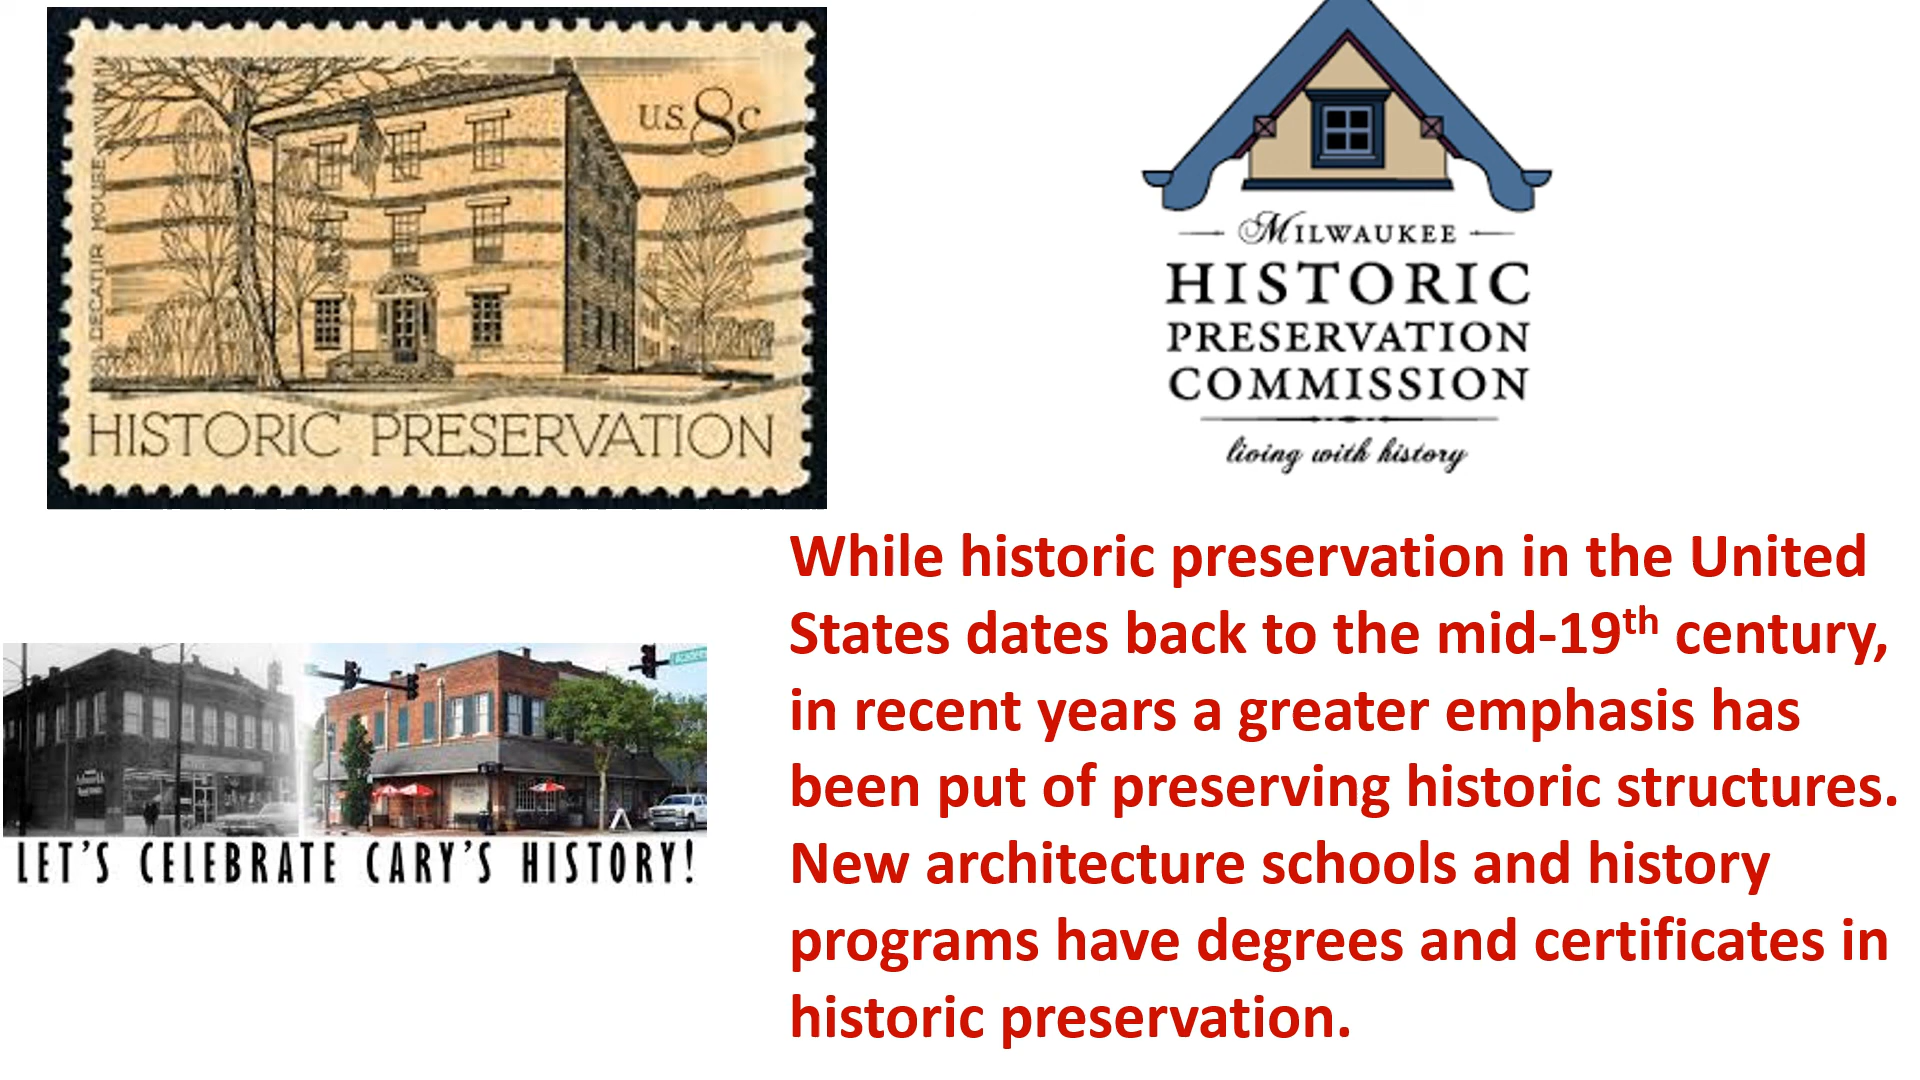 U.S. 8c
DECATUR HOUSE
HISTORIC PRESERVATION
MILWAUKEE
HISTORIC
PRESERVATION
COMMISSION
living with history
While historic preservation in the United
States dates back to the mid-19th century,
in recent years a greater emphasis has
been put of preserving historic structures.
New architecture schools and history
programs have degrees and certificates in
historic preservation.
LET'S CELEBRATE CARY'S HISTORY!